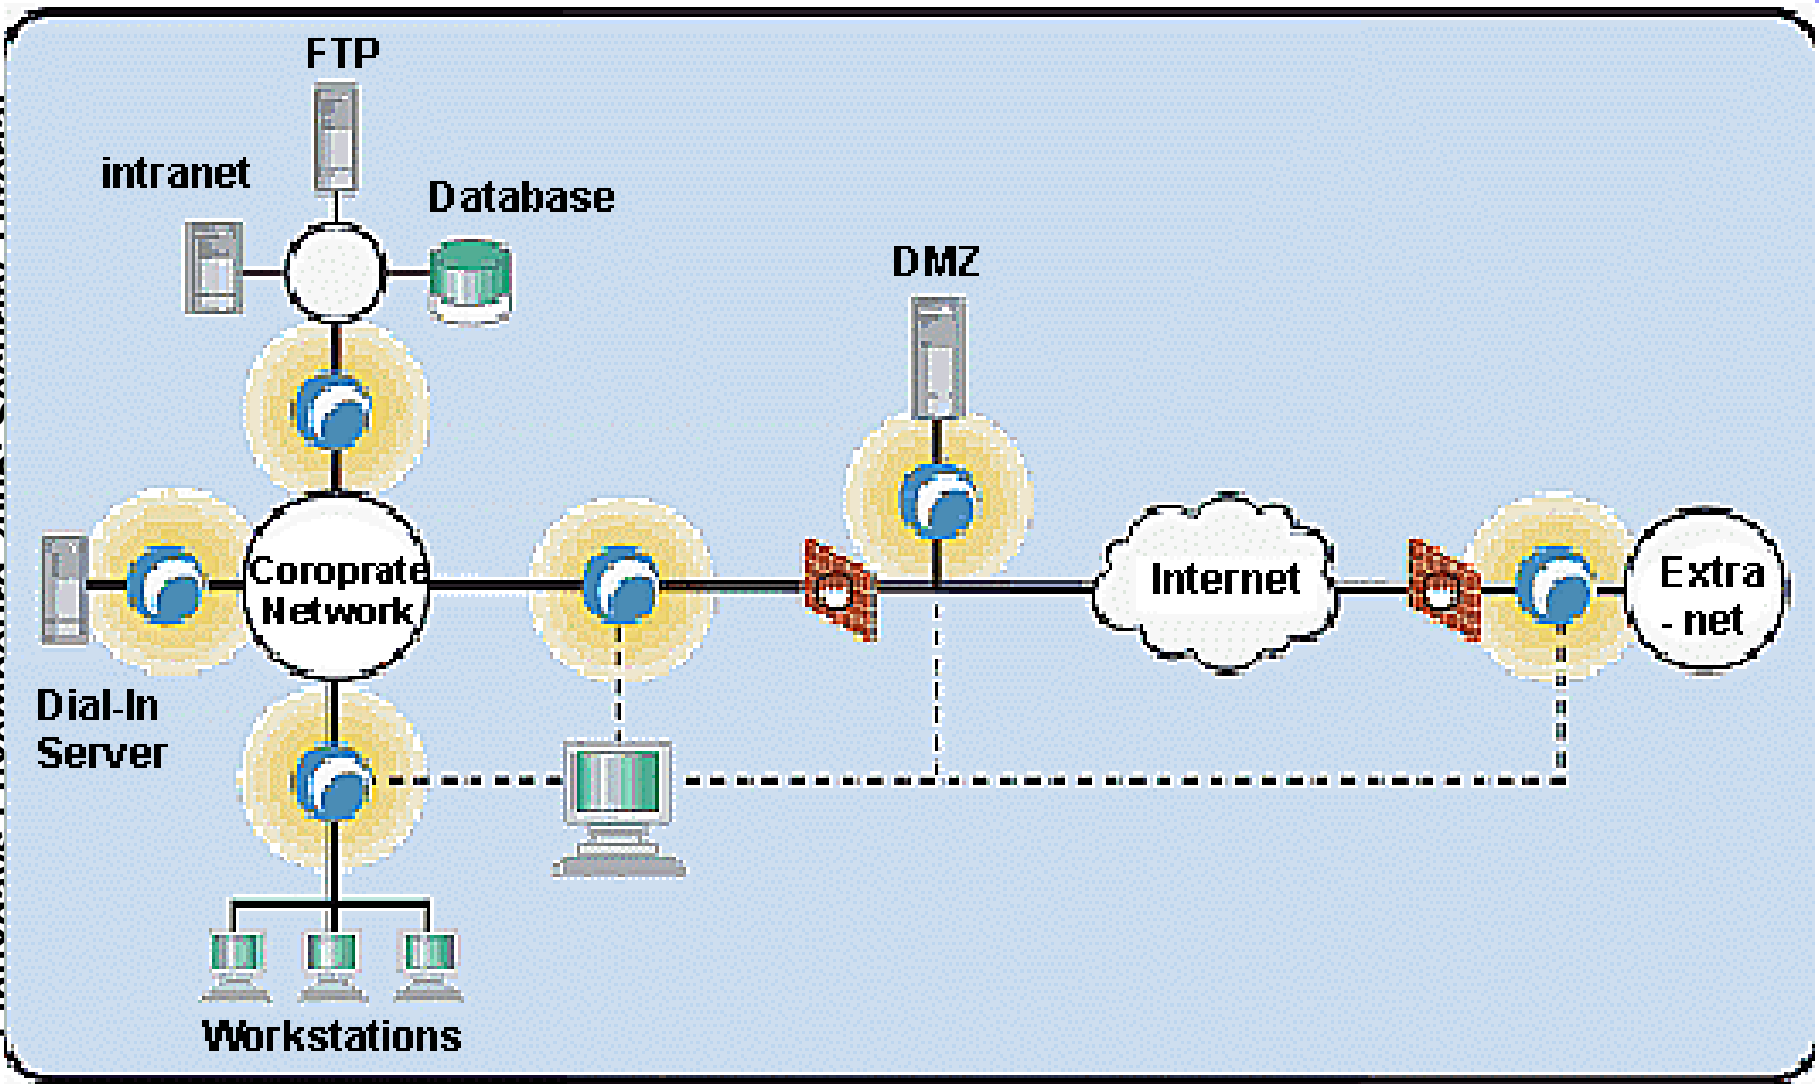 FTP
intranet
Database
DMZ
Coroprate
Network
Internet
Extra
- net
Dial-In
Server
Workstations